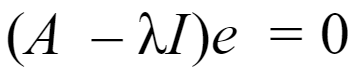 (A – λI)e = 0